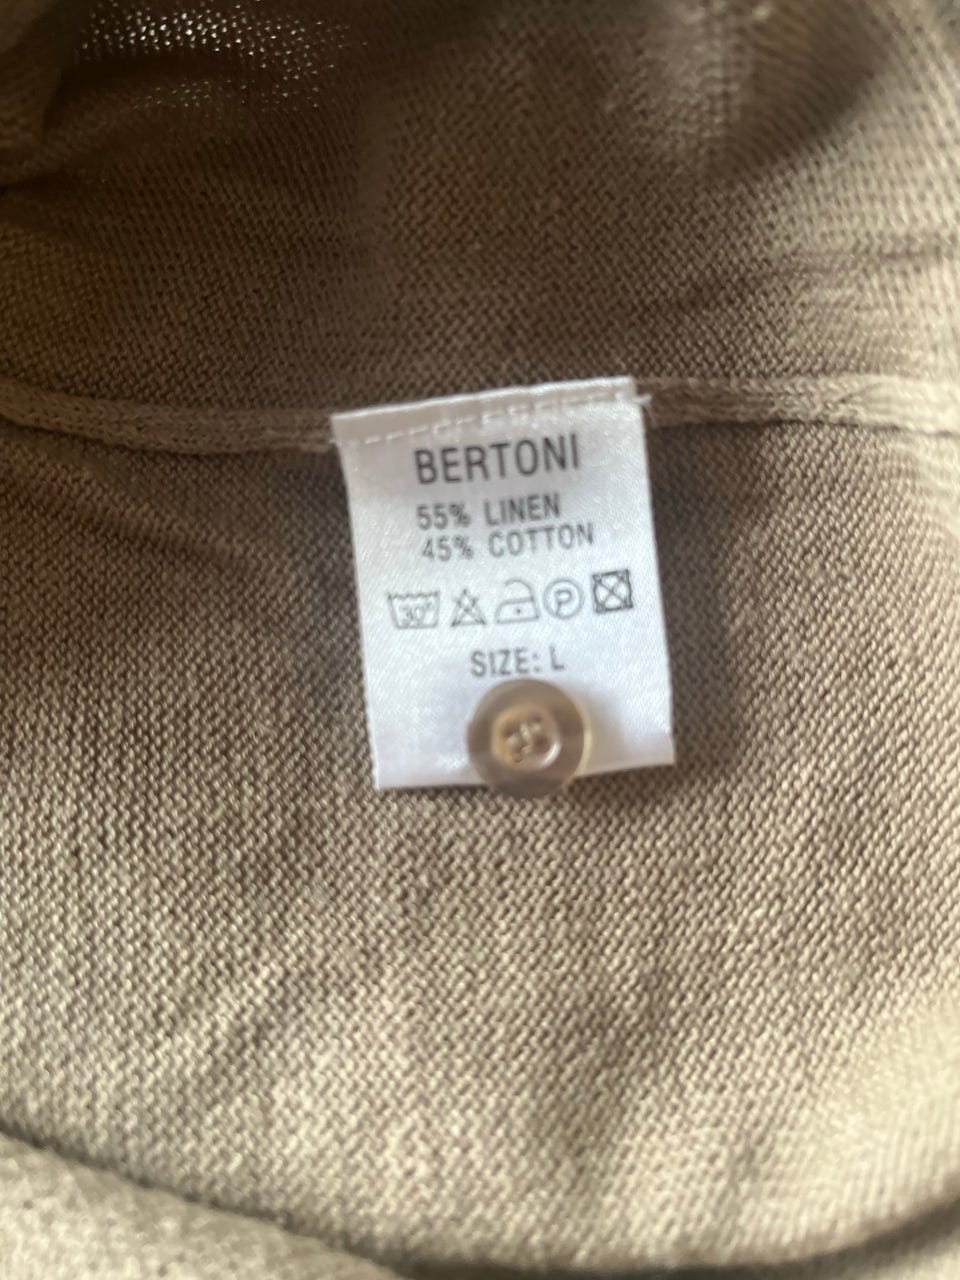 BERTONI
55% LINEN
45% COTTON
30° P
SIZE: L